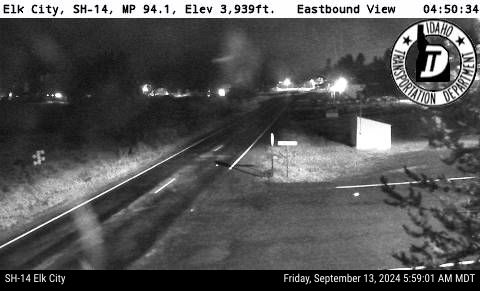 Elk City, SH-14, MP 94.1, Elev 3,939ft. Eastbound View 04:50:34
IDAHO
TRANSPORTATION DEPARTMENT
SH-14 Elk City Friday, September 13, 2024 5:59:01 AM MDT